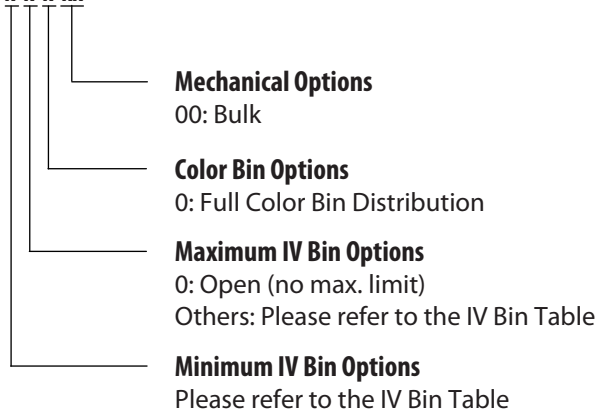 Mechanical Options
00: Bulk
Color Bin Options
0: Full Color Bin Distribution
Maximum IV Bin Options
0: Open (no max. limit)
Others: Please refer to the IV Bin Table
Minimum IV Bin Options
Please refer to the IV Bin Table